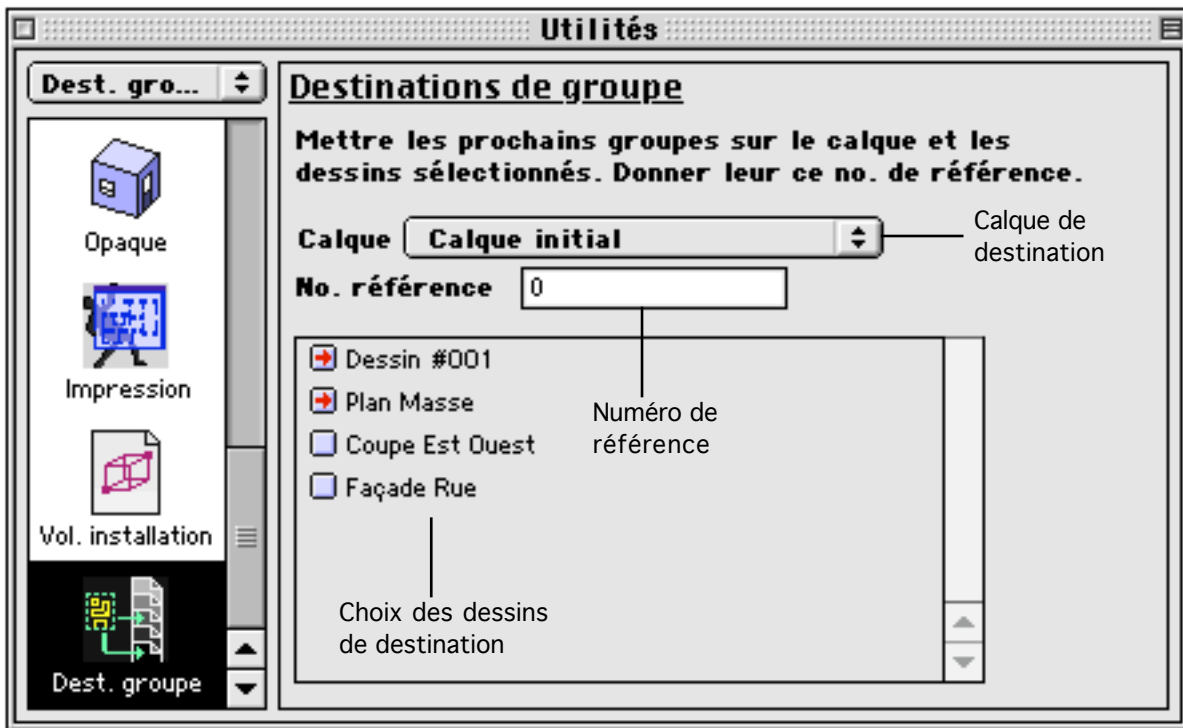 Utilités
Dest. gro...
Opaque
Impression
Vol. installation
Dest. groupe
Destinations de groupe
Mettre les prochains groupes sur le calque et les
dessins sélectionnés. Donner leur ce no. de référence.
Calque Calque initial
Calque de
destination
No. référence 0
Dessin #001
Plan Masse
Coupe Est Ouest
Façade Rue
Numéro de
référence
Choix des dessins
de destination